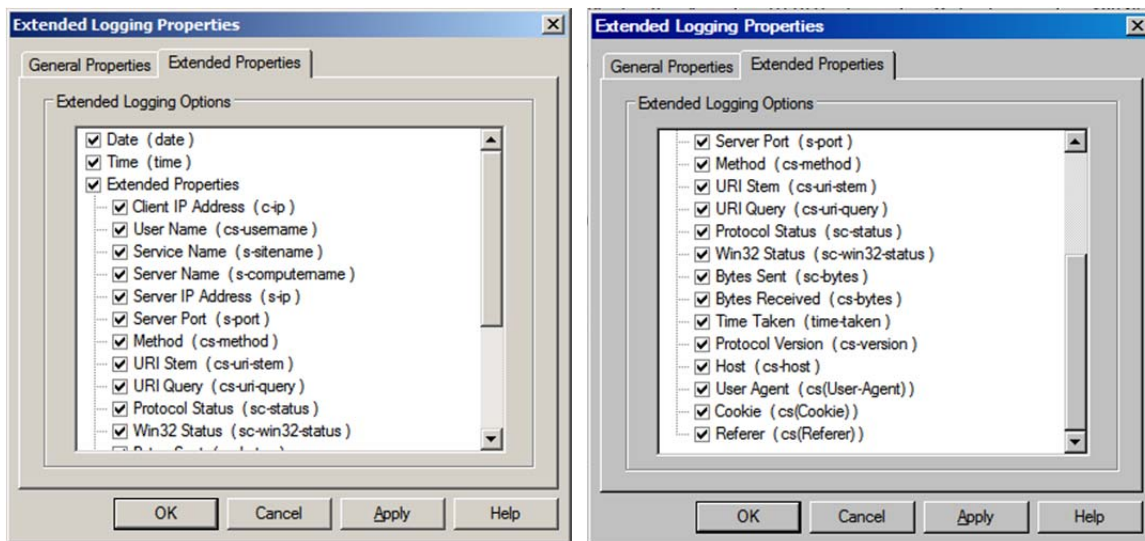 Extended Logging Properties
General Properties
Extended Properties
Extended Logging Options
Date ( date )
Time ( time )
Extended Properties
Client IP Address ( c-ip )
User Name ( cs-username )
Service Name ( s-sitename )
Server Name ( s-computername )
Server IP Address ( s-ip )
Server Port ( s-port )
Method ( cs-method )
URI Stem ( cs-uri-stem )
URI Query ( cs-uri-query )
Protocol Status ( sc-status )
Win32 Status ( sc-win32-status )
OK
Cancel
Apply
Help
Extended Logging Properties
General Properties
Extended Properties
Extended Logging Options
Server Port ( s-port )
Method ( cs-method )
URI Stem ( cs-uri-stem )
URI Query ( cs-uri-query )
Protocol Status ( sc-status )
Win32 Status ( sc-win32-status )
Bytes Sent ( sc-bytes )
Bytes Received ( cs-bytes )
Time Taken ( time-taken )
Protocol Version ( cs-version )
Host ( cs-host )
User Agent ( cs(User-Agent) )
Cookie ( cs(Cookie) )
Referer ( cs(Referer) )
OK
Cancel
Apply
Help